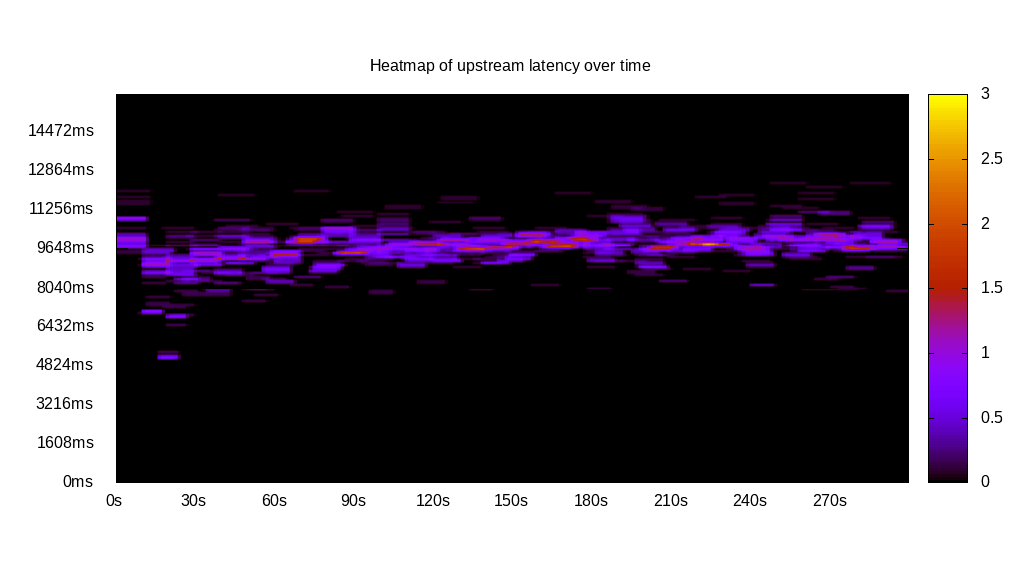 Heatmap of upstream latency over time
14472ms
12864ms
11256ms
9648ms
8040ms
6432ms
4824ms
3216ms
1608ms
0ms
0s 30s 60s 90s 120s 150s 180s 210s 240s 270s
3
2.5
2
1.5
1
0.5
0